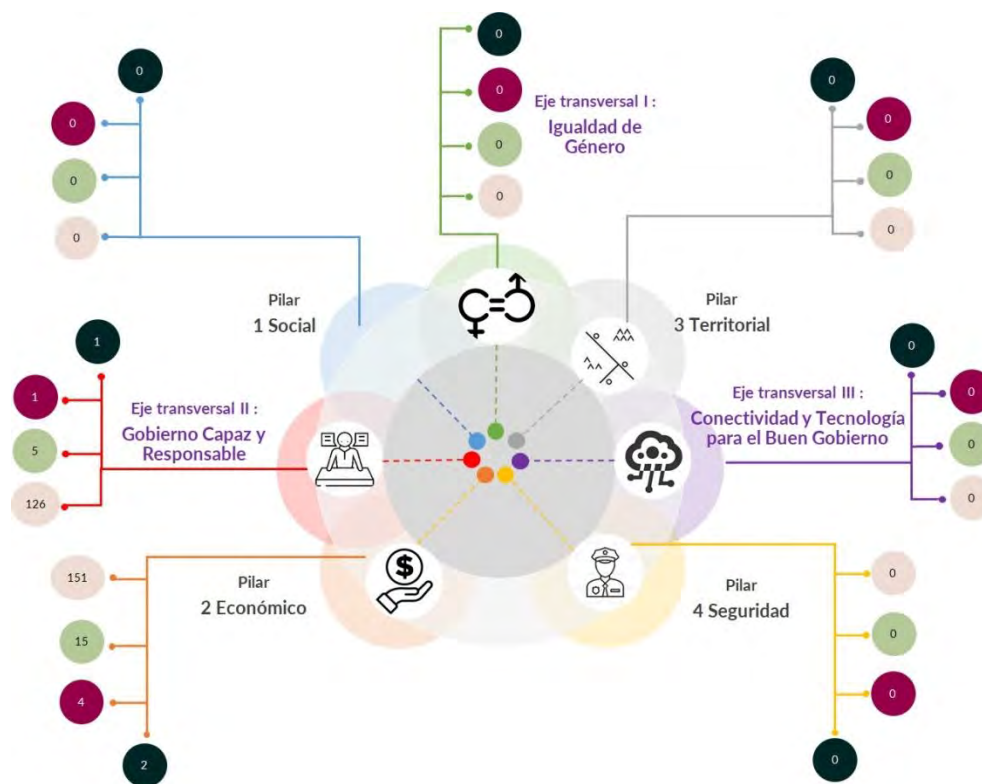 0
0
0
0
Eje transversal I :
Igualdad de
Género
0
0
0
0
0
0
0
0
Pilar
1 Social
Pilar
3 Territorial
1
1
5
126
Eje transversal II :
Gobierno Capaz y
Responsable
Eje transversal III :
Conectividad y Tecnología
para el Buen Gobierno
0
0
0
0
$
151
15
4
2
Pilar
2 Económico
Pilar
4 Seguridad
0
0
0
0